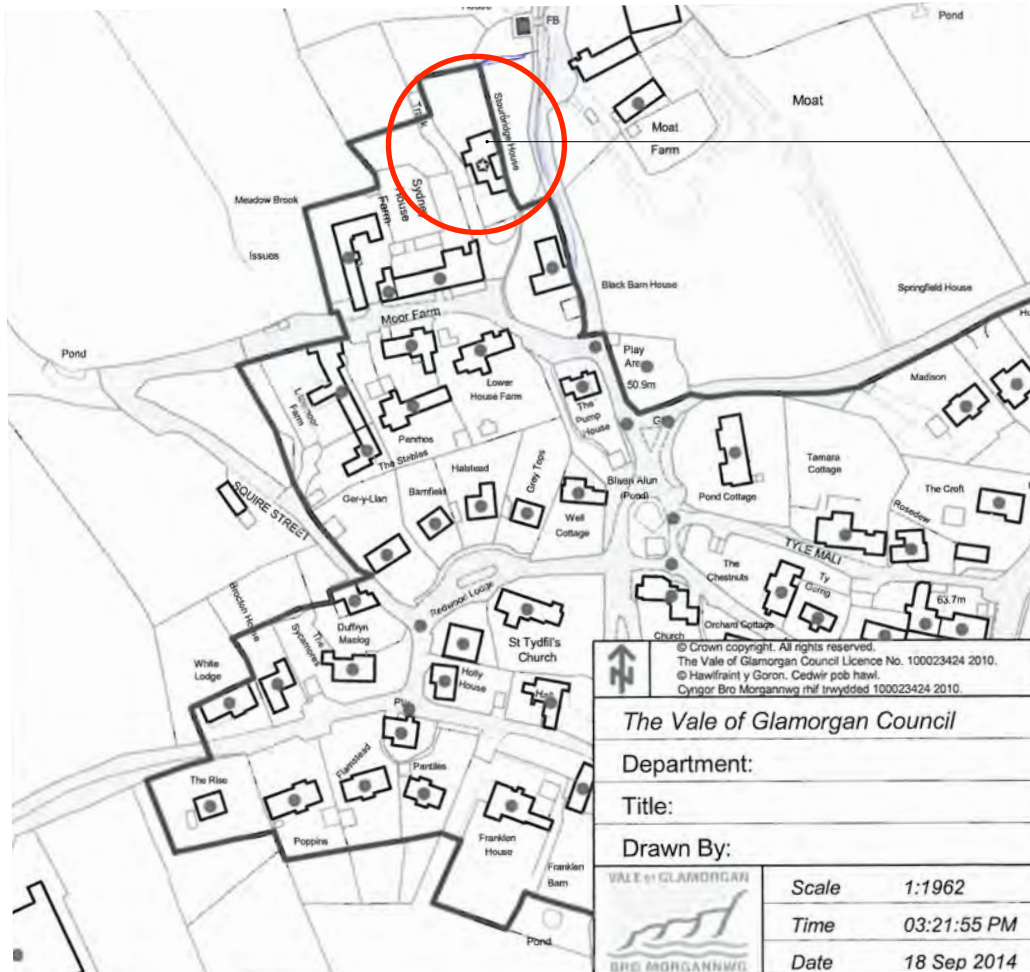 FB
Pond
Moat
Moat
Farm
Track
Stourbridge House
Sydney
House
Farm
Meadow Brook
Issues
Black Barn House
Springfield House
Moor Farm
Pond
Play
50.9m
Madison
Lower
House Farm
The
Pump
House
Littlemoor
Farm
Penrhos
The Stables
Halstead
Grey Tops
Barnfield
Ger-y-Llan
Blaen Alun
(Pond)
Pond Cottage
Tamara
Cottage
The Croft
Rosedew
Well
Cottage
SQUIRE STREET
TYLE MALI
The
Chestnuts
Redwood Lodge
Brocton House
The
Sycamores
Duffryn
Maslog
63.7m
Orchard Cottage
Church
St Tydfil's
Church
White
Lodge
Holly
House
Hall
Flamstead
Pantiles
The Rise
Poppins
Franklen
House
Franklen
Barn
Pond
© Crown copyright. All rights reserved.
The Vale of Glamorgan Council Licence No. 100023424 2010.
© Hawlfraint y Goron. Cedwir pob hawl.
Cyngor Bro Morgannwg rhif trwydded 100023424 2010.
The Vale of Glamorgan Council
Department:
Title:
Drawn By:
VALE of GLAMORGAN
BRO MORGANNWG
Scale 1:1962
Time 03:21:55 PM
Date 18 Sep 2014